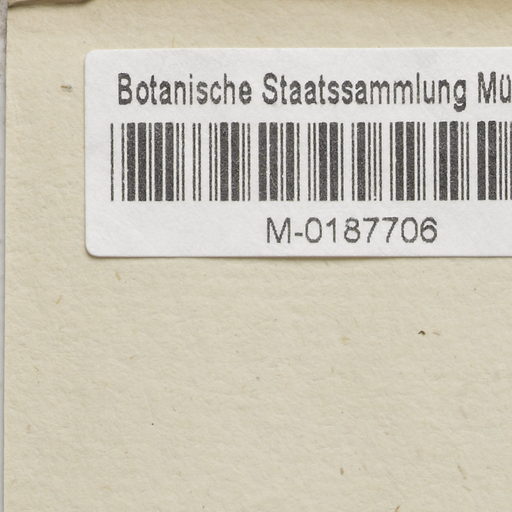 Botanische Staatssammlung Mü
M-0187706